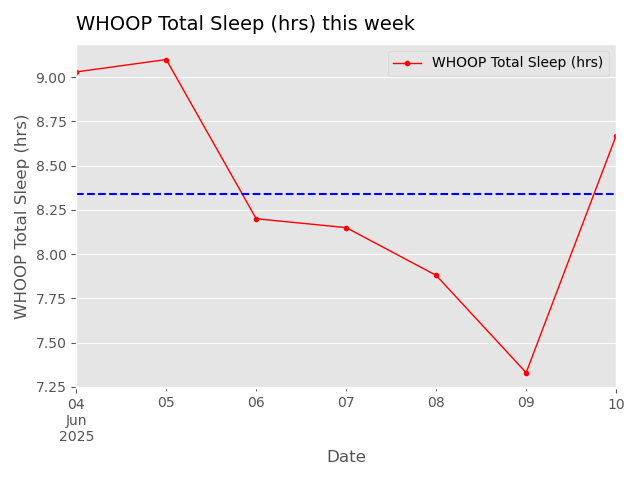 WHOOP Total Sleep (hrs) this week
WHOOP Total Sleep (hrs)
WHOOP Total Sleep (hrs)
9.00
8.75
8.50
8.25
8.00
7.75
7.50
7.25
04 05 06 07 08 09 10
Jun
2025
Date